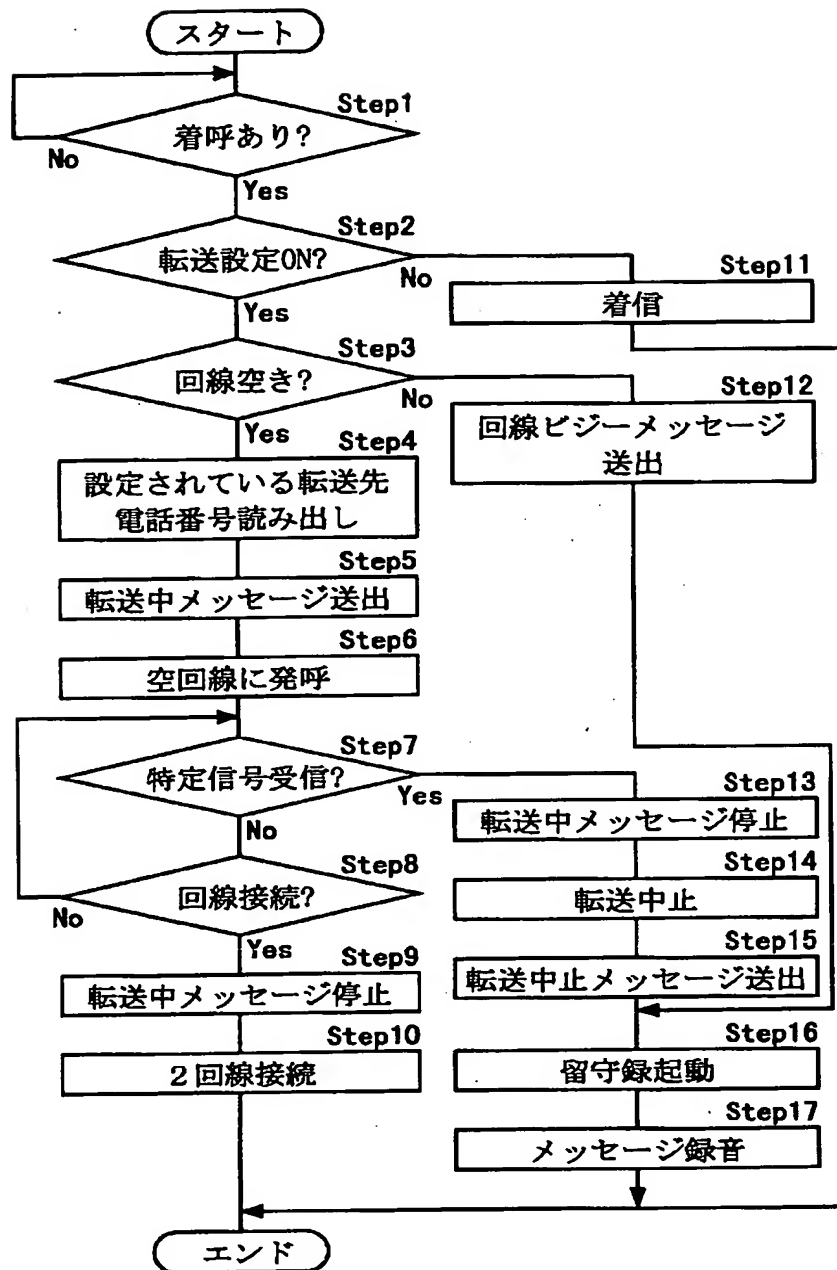 スタート
Step1
着呼あり?
No
Yes
Step2
転送設定ON?
No
Yes
Step11
着信
Step3
回線空き?
No
Yes
Step12
回線ビジーメッセージ
送出
Step4
設定されている転送先
電話番号読み出し
Step5
転送中メッセージ送出
Step6
空回線に発呼
Step7
特定信号受信?
Yes
No
Step13
転送中メッセージ停止
Step8
回線接続?
No
Yes
Step14
転送中止
Step9
転送中メッセージ停止
Step15
転送中止メッセージ送出
Step10
2回線接続
Step16
留守録起動
Step17
メッセージ録音
エンド